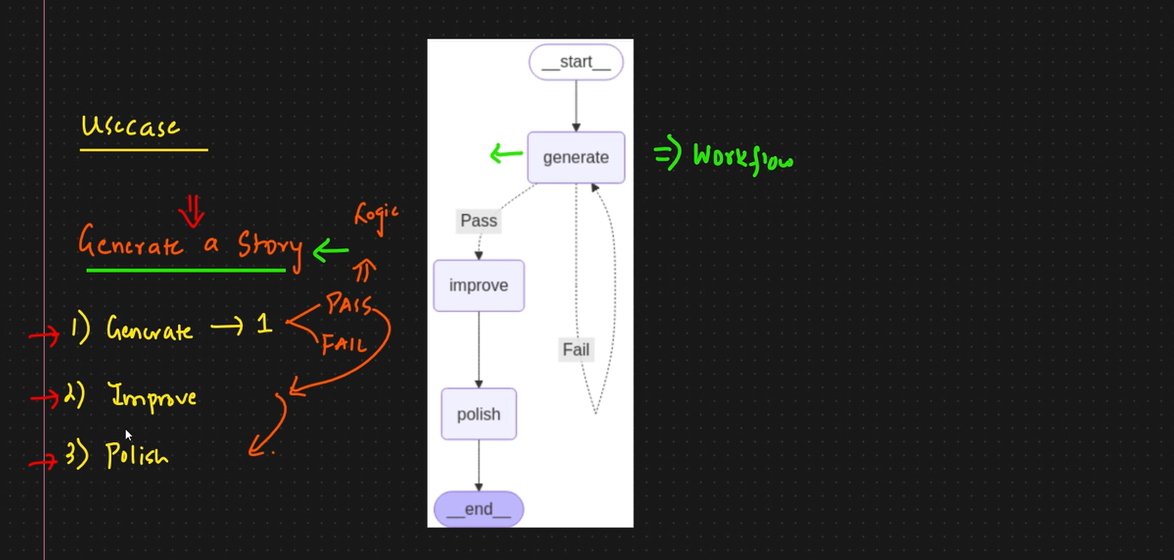 Usecase
Generate a Story
Logic
1) Generate → 1
PASS
FAIL
2) Improve
3) Polish
__start__
generate
Pass
improve
Fail
polish
__end__
⇒ Workflow